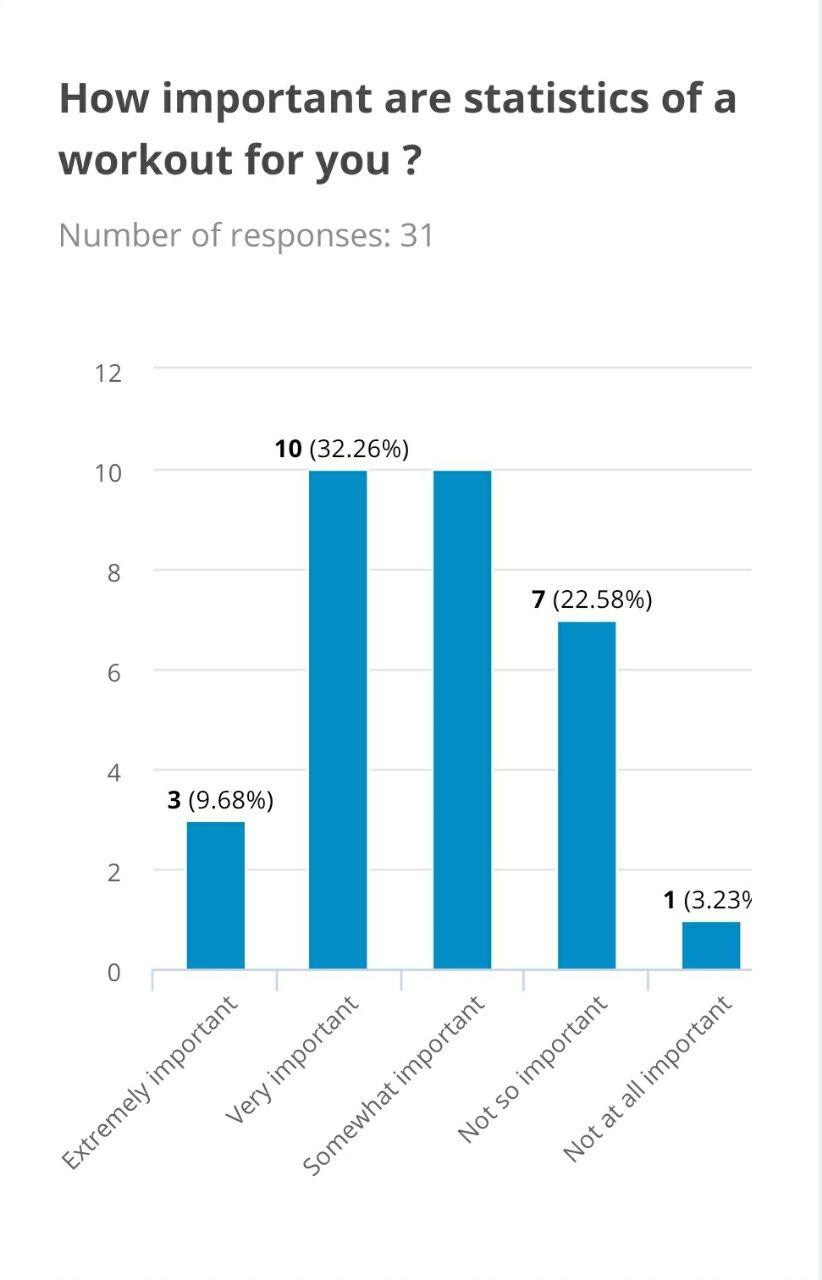 How important are statistics of a
workout for you ?
Number of responses: 31
12
10 (32.26%)
10
8
7 (22.58%)
6
4
3 (9.68%)
2
1 (3.23%
0
Extremely important
Very important
Somewhat important
Not so important
Not at all important